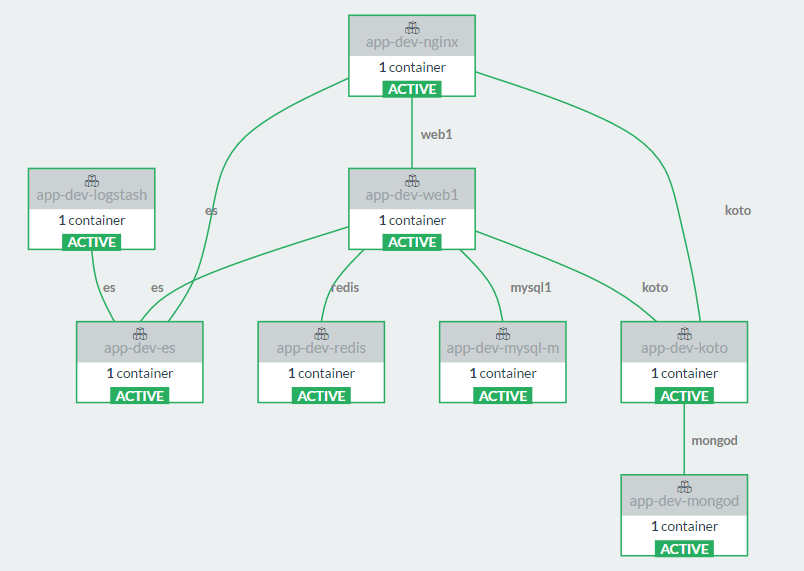 app-dev-nginx
1 container
ACTIVE
web1
app-dev-logstash
1 container
ACTIVE
app-dev-web1
1 container
ACTIVE
es
koto
es
es
redis
mysql1
koto
app-dev-es
1 container
ACTIVE
app-dev-redis
1 container
ACTIVE
app-dev-mysql-m
1 container
ACTIVE
app-dev-koto
1 container
ACTIVE
mongod
app-dev-mongod
1 container
ACTIVE